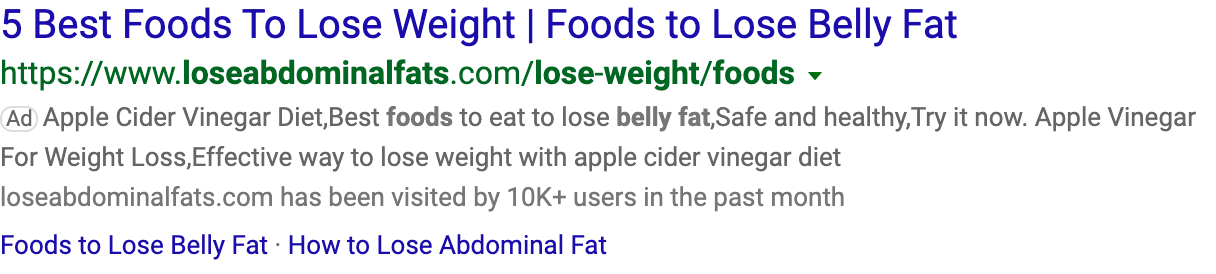 5 Best Foods To Lose Weight | Foods to Lose Belly Fat
https://www.loseabdominalfats.com/lose-weight/foods
Ad Apple Cider Vinegar Diet,Best foods to eat to lose belly fat,Safe and healthy,Try it now. Apple Vinegar
For Weight Loss,Effective way to lose weight with apple cider vinegar diet
loseabdominalfats.com has been visited by 10K+ users in the past month
Foods to Lose Belly Fat · How to Lose Abdominal Fat